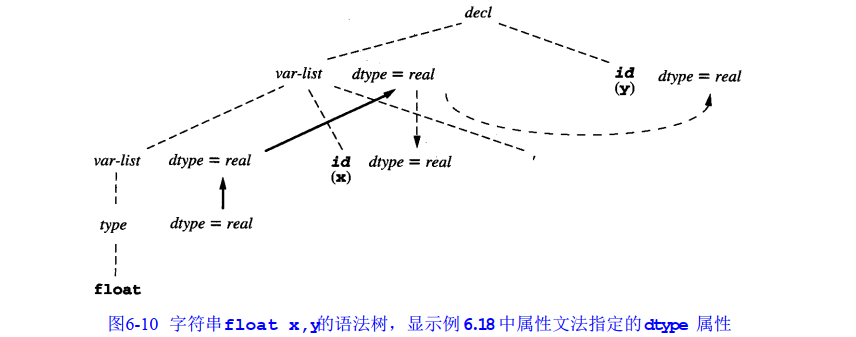 decl
var-list dtype = real id dtype = real
(y)
var-list dtype = real id dtype = real ,
(x)
type dtype = real
float
图6-10 字符串float x,y的语法树，显示例6.18中属性文法指定的dtype 属性